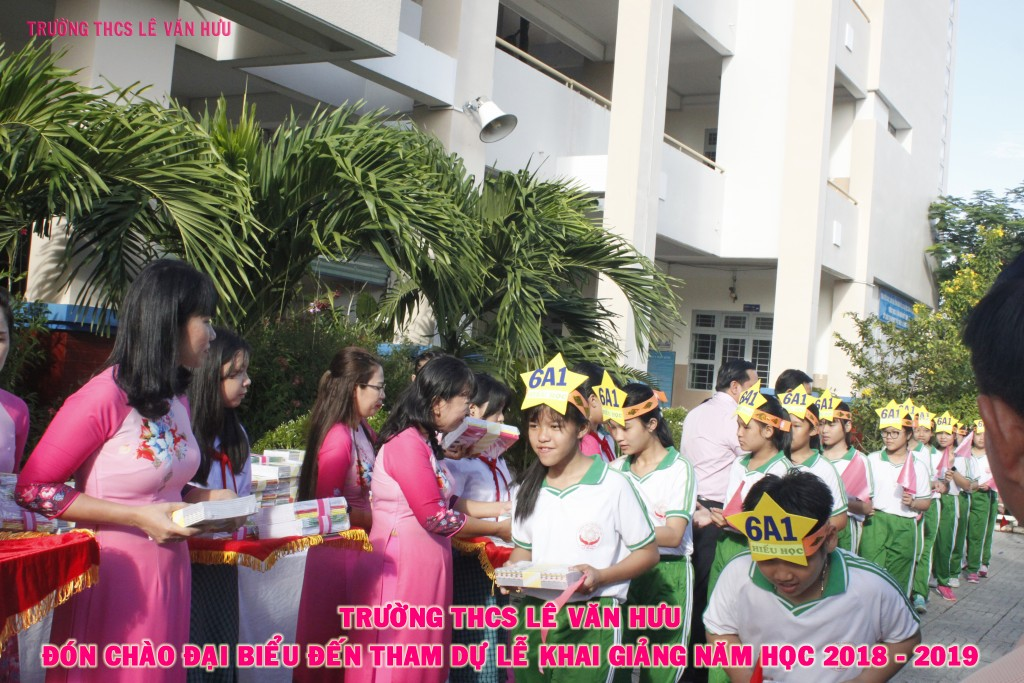 TRƯỜNG THCS LÊ VĂN HƯU
6A1
6A1
6A1
6A1
6A1
6A1
6A1
6A1
HIẾU HỌC
TRƯỜNG THCS LÊ VĂN HƯU
ĐÓN CHÀO ĐẠI BIỂU ĐẾN THAM DỰ LỄ KHAI GIẢNG NĂM HỌC 2018 - 2019